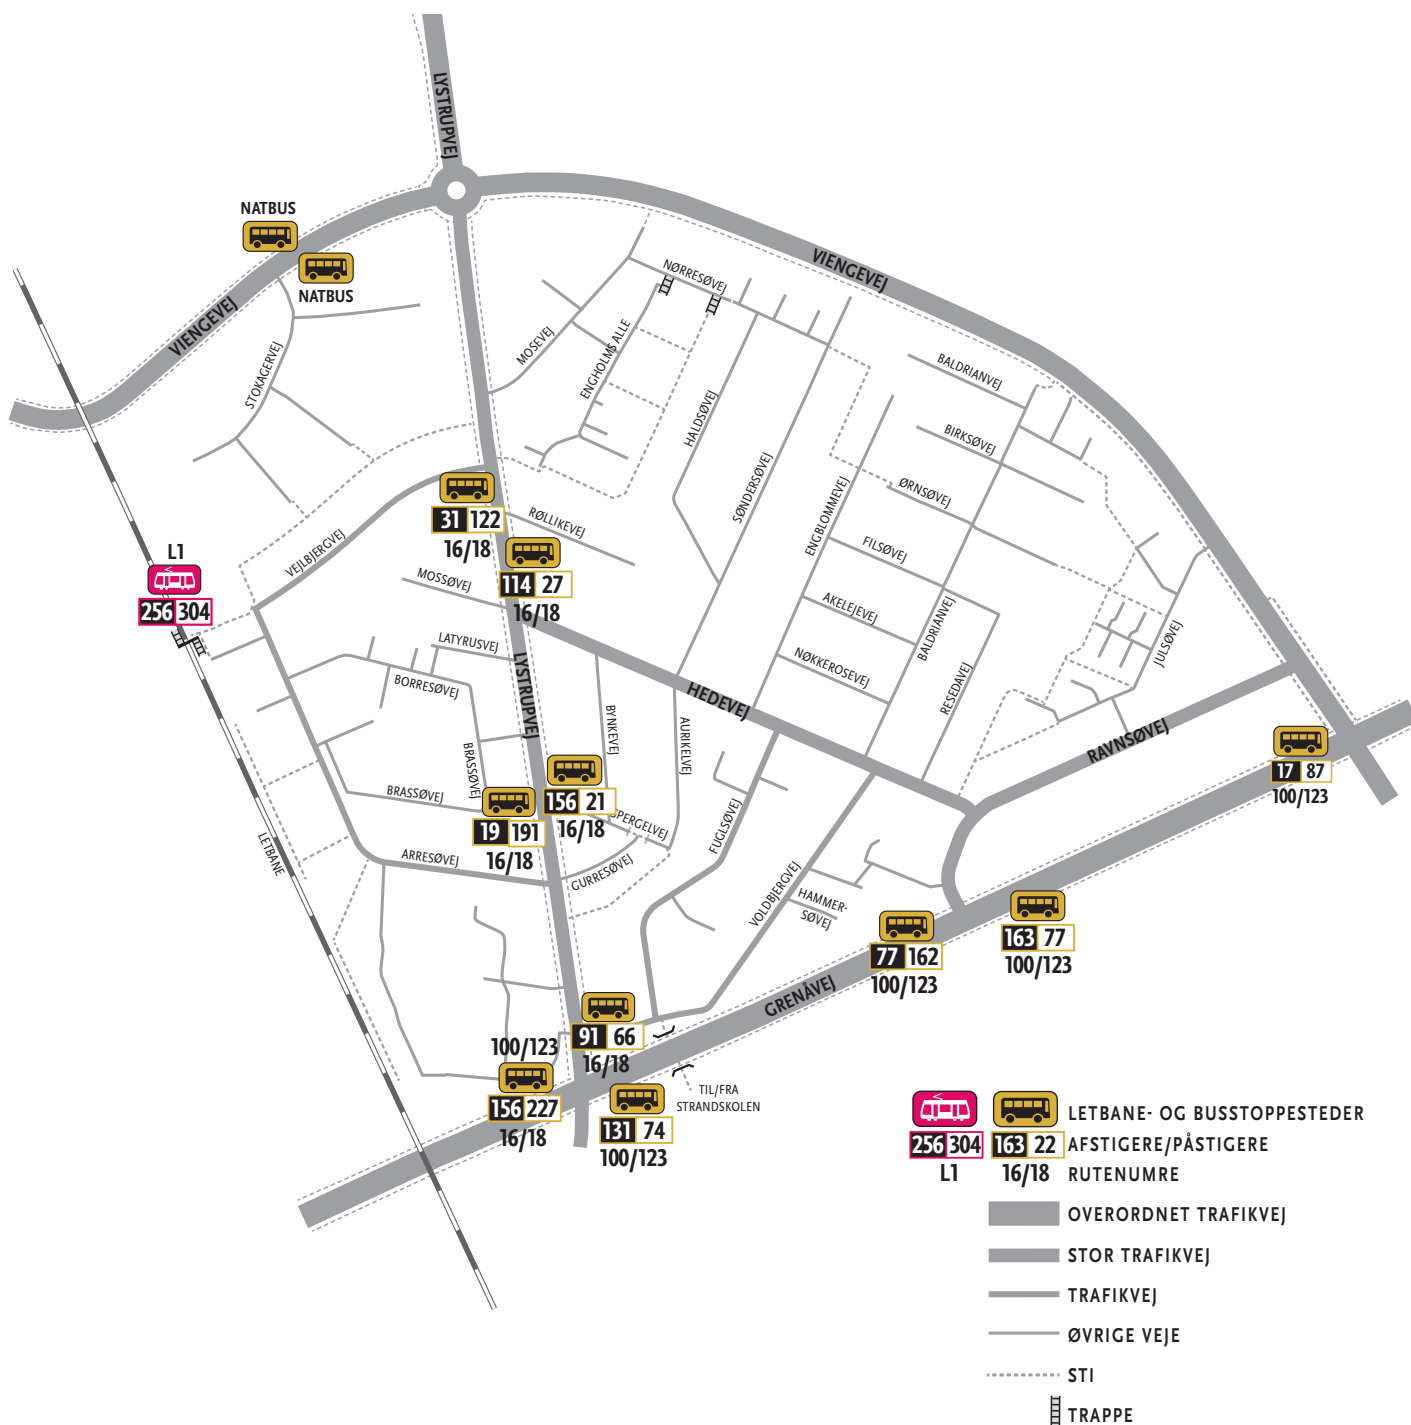 LYSTRUPVEJ
NATBUS
NATBUS
VIENGEVEJ
VIENGEVEJ
NØRRESØVEJ
MOSEVEJ
ENGHOLMS ALLE
STOKAGERVEJ
HALDSØVEJ
SØNDERSØVEJ
BALDRIANVEJ
BIRKSØVEJ
ØRNSØVEJ
ENGBLOMMEVEJ
FILSØVEJ
31 122
16/18
RØLLIKEVEJ
VEJLBJERGVEJ
114 27
16/18
MOSSØVEJ
L1
256 304
AKELEJEVEJ
BALDRIANVEJ
NØKKEROSEVEJ
RESEDAVEJ
JULSØVEJ
LATYRUSVEJ
BORRESØVEJ
LYSTRUPVEJ
HEDEVEJ
BYNKEVEJ
AURIKELVEJ
RAVNSØVEJ
17 87
100/123
BRASSØVEJ
BRASSØVEJ
156 21
16/18
19 191
16/18
SPERGELVEJ
FUGLSØVEJ
LETBANE
ARRESØVEJ
GURRESØVEJ
VOLDBJERGVEJ
HAMMER-
SØVEJ
77 162
100/123
163 77
100/123
GRENÅVEJ
91 66
16/18
100/123
156 227
16/18
131 74
100/123
TIL/FRA
STRANDSKOLEN
LETBANE- OG BUSSTOPPESTEDER
256 304 163 22 AFSTIGERE/PÅSTIGERE
L1 16/18 RUTENUMRE
OVERORDNET TRAFIKVEJ
STOR TRAFIKVEJ
TRAFIKVEJ
ØVRIGE VEJE
STI
TRAPPE